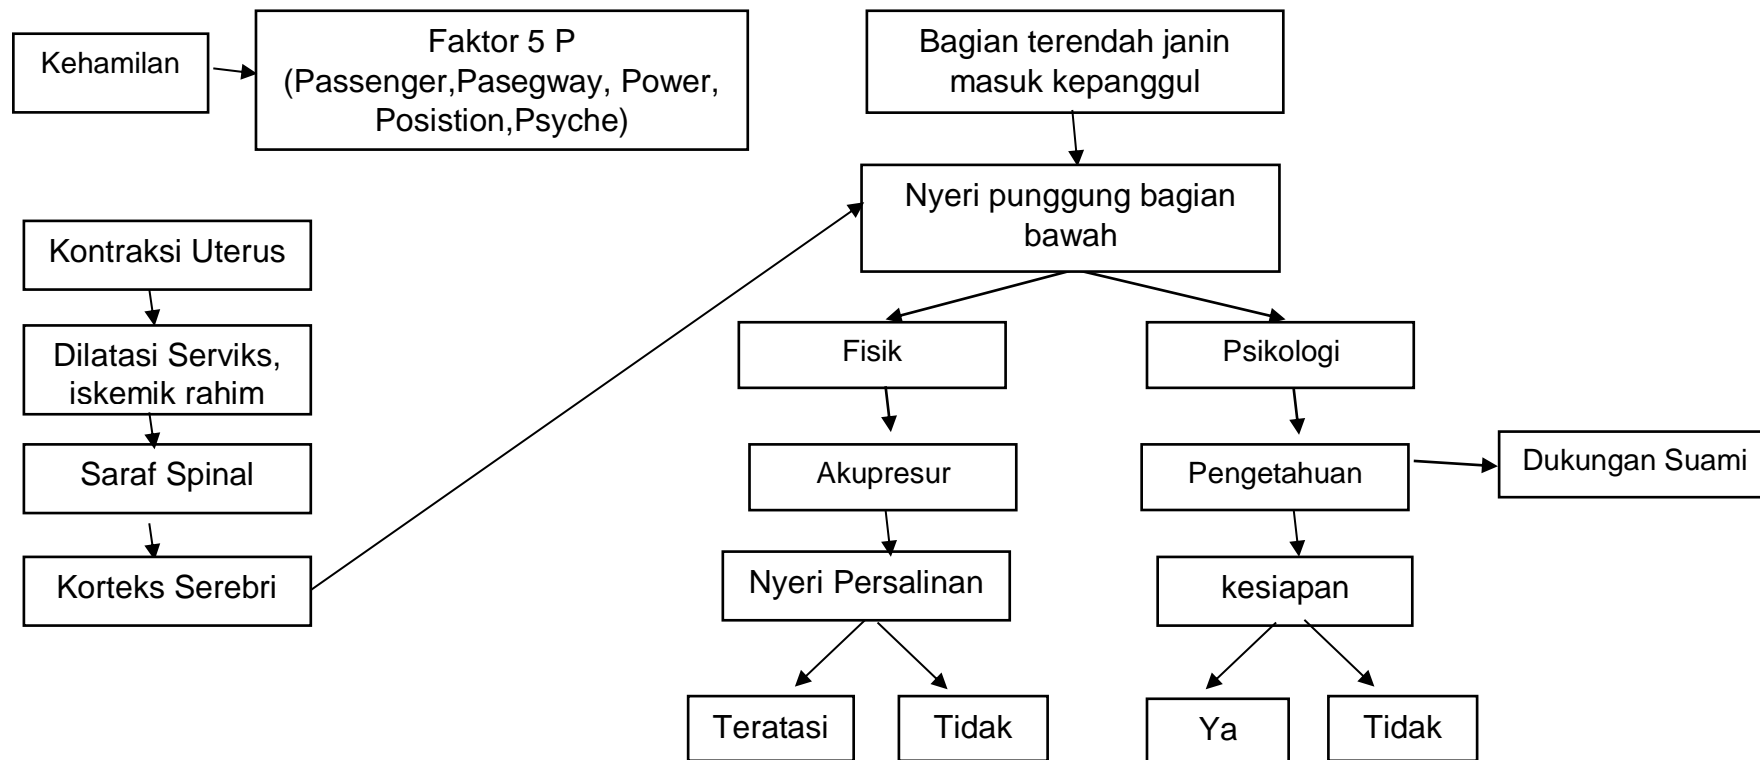 Kehamilan
Faktor 5 P
(Passenger,Pasegway, Power,
Posistion,Psyche)
Bagian terendah janin
masuk kepanggul
Nyeri punggung bagian
bawah
Kontraksi Uterus
Dilatasi Serviks,
iskemik rahim
Saraf Spinal
Korteks Serebri
Fisik
Psikologi
Akupresur
Pengetahuan
Dukungan Suami
Nyeri Persalinan
kesiapan
Teratasi
Tidak
Ya
Tidak